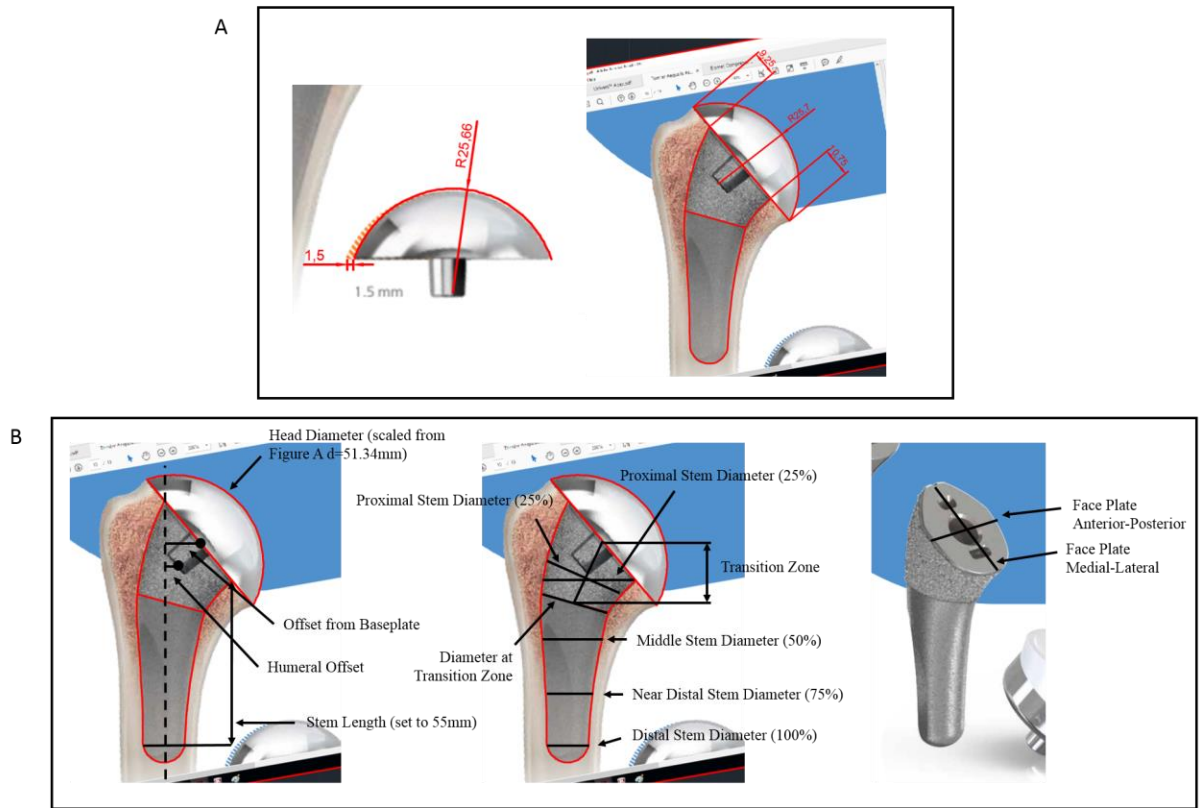 A
R25,66
1,5
1.5 mm
9,25
R25,7
10,75
B
Head Diameter (scaled from
Figure A d=51.34mm)
Proximal Stem Diameter (25%)
Offset from Baseplate
Humeral Offset
Stem Length (set to 55mm)
Proximal Stem Diameter (25%)
Transition Zone
Diameter at
Transition Zone
Middle Stem Diameter (50%)
Near Distal Stem Diameter (75%)
Distal Stem Diameter (100%)
Face Plate
Anterior-Posterior
Face Plate
Medial-Lateral